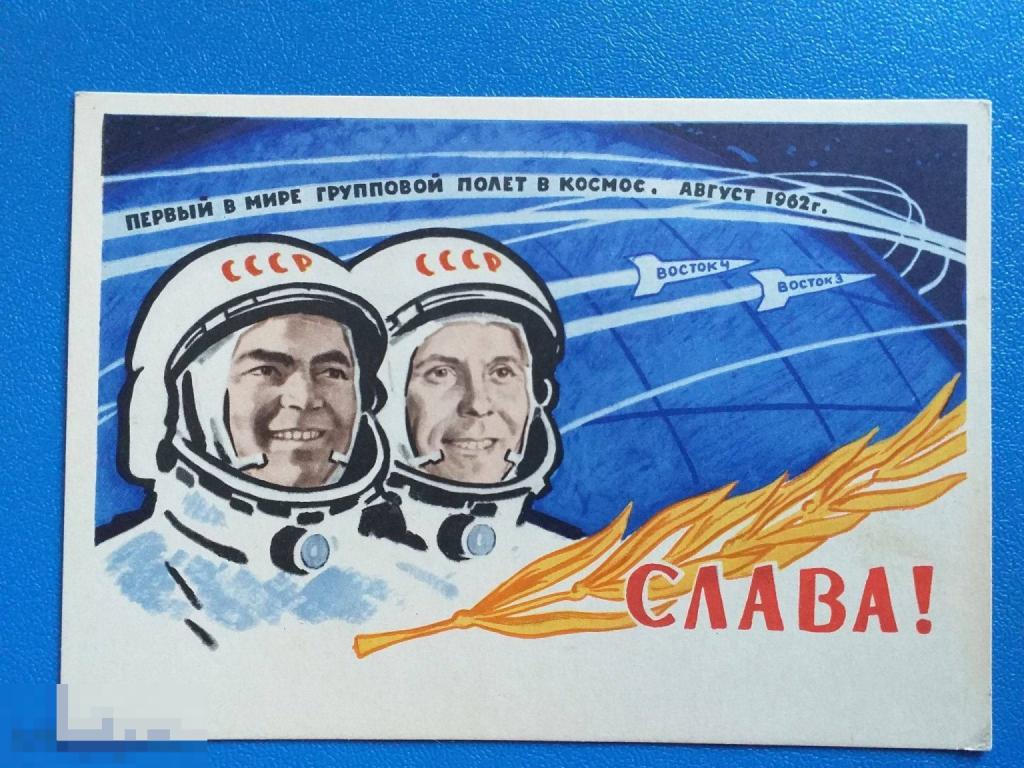 ПЕРВЫЙ В МИРЕ ГРУППОВОЙ ПОЛЕТ В КОСМОС. АВГУСТ 1962г.
СССР
СССР
ВОСТОК 4
ВОСТОК 3
СЛАВА!